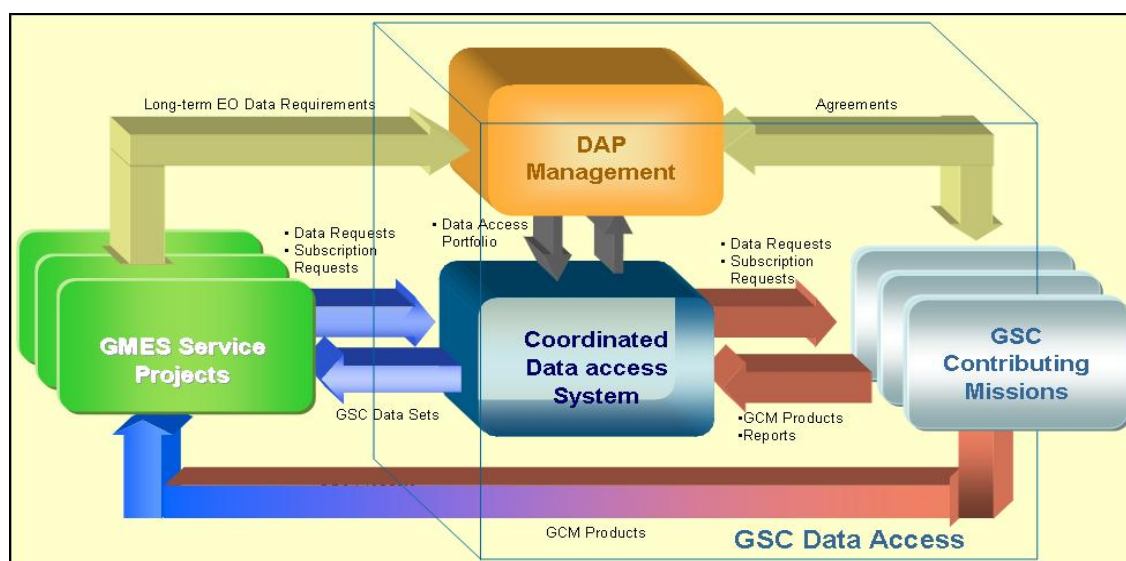 Long-term EO Data Requirements
Agreements
DAP
Management
▪ Data Requests
▪ Subscription
Requests
▪ Data Access
Portfolio
▪ Data Requests
▪ Subscription
Requests
GMES Service
Projects
Coordinated
Data access
System
GSC
Contributing
Missions
GSC Data Sets
▪GCM Products
▪Reports
GCM Products
GSC Data Access